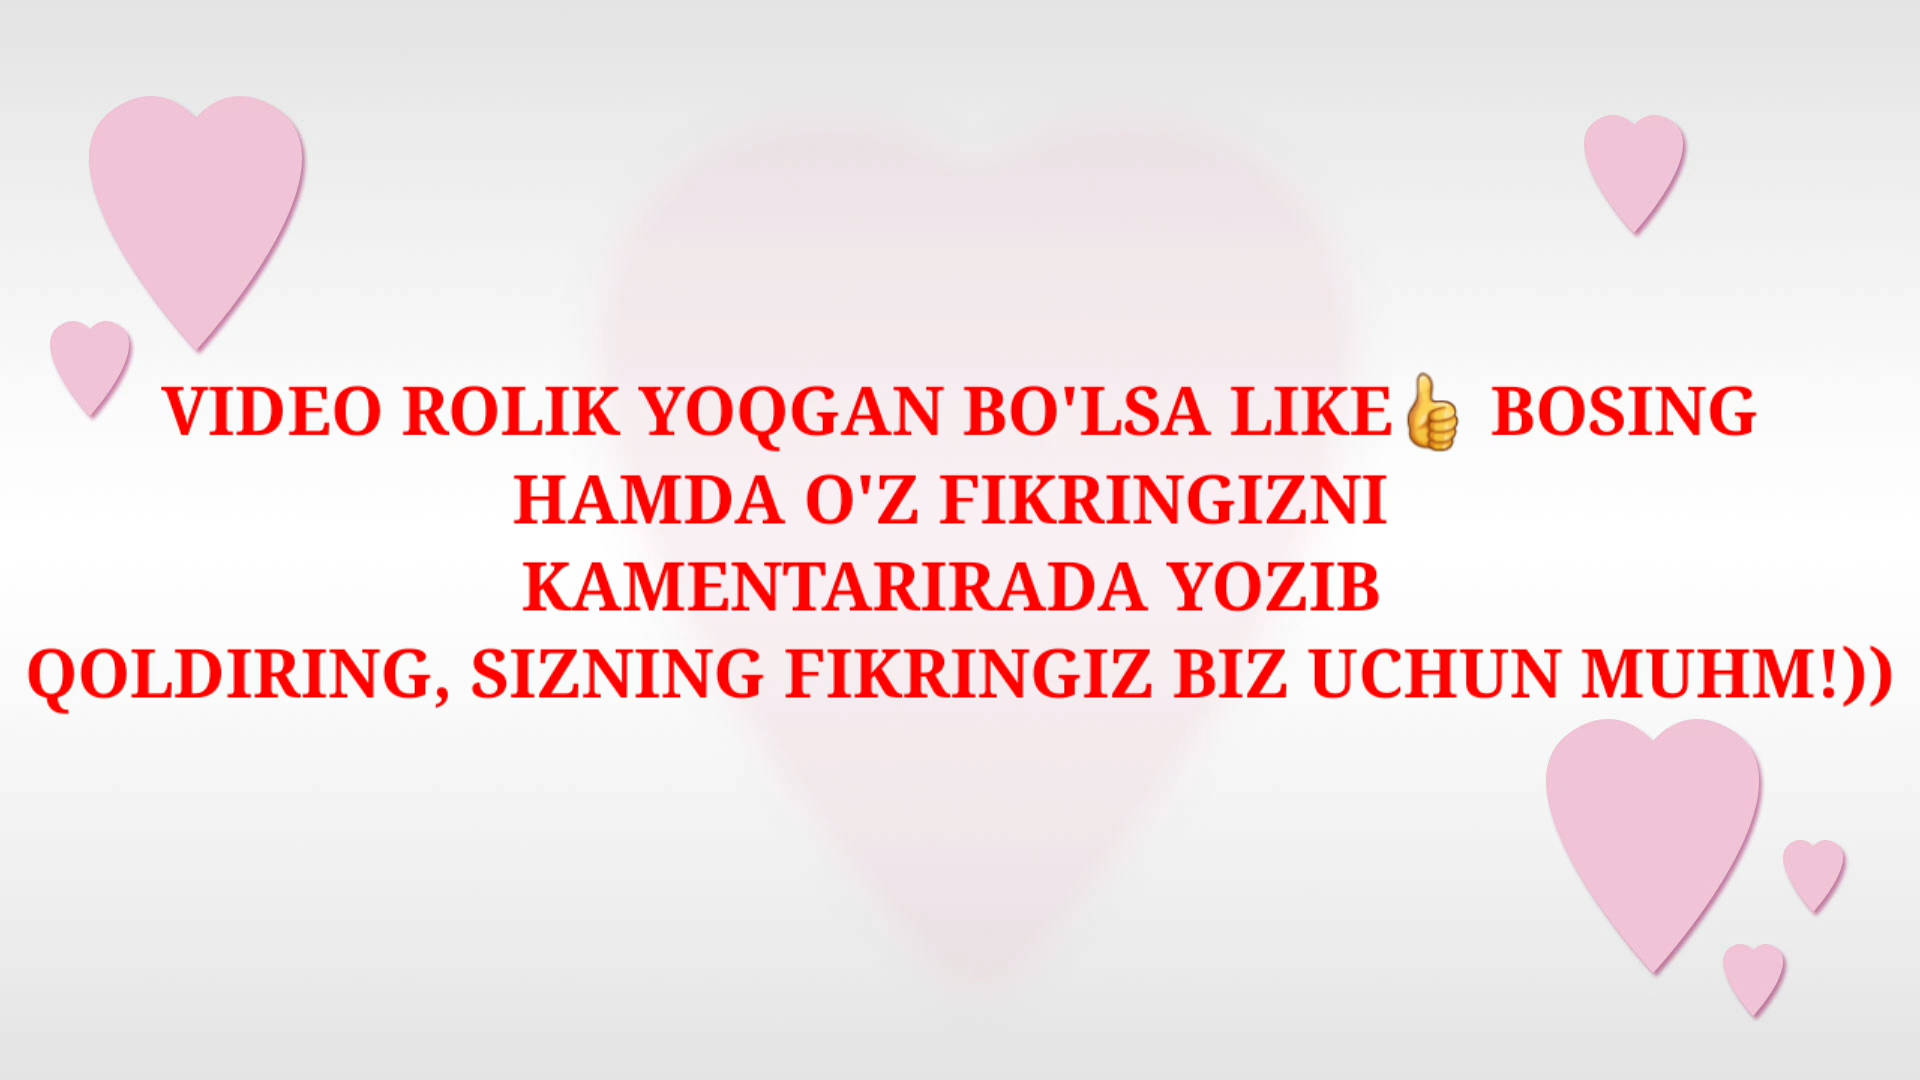 VIDEO ROLIK YOQGAN BO'LSA LIKE👍 BOSING
HAMDA O'Z FIKRINGIZNI
KAMENTARIRADA YOZIB
QOLDIRING, SIZNING FIKRINGIZ BIZ UCHUN MUHM!))